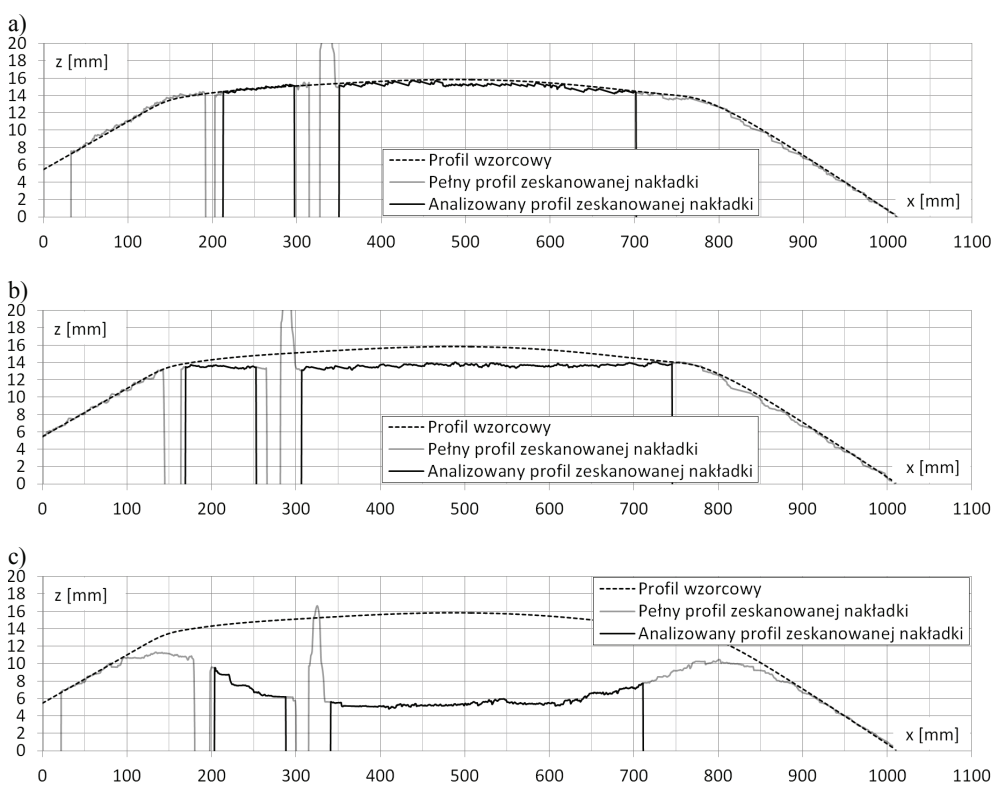 a)
20
18
16
14
12
10
8
6
4
2
0
z [mm]
Profil wzorcowy
Pełny profil zeskanowanej nakładki
Analizowany profil zeskanowanej nakładki
x [mm]
0 100 200 300 400 500 600 700 800 900 1000 1100
b)
20
18
16
14
12
10
8
6
4
2
0
z [mm]
Profil wzorcowy
Pełny profil zeskanowanej nakładki
Analizowany profil zeskanowanej nakładki
x [mm]
0 100 200 300 400 500 600 700 800 900 1000 1100
c)
20
18
16
14
12
10
8
6
4
2
0
z [mm]
Profil wzorcowy
Pełny profil zeskanowanej nakładki
Analizowany profil zeskanowanej nakładki
x [mm]
0 100 200 300 400 500 600 700 800 900 1000 1100